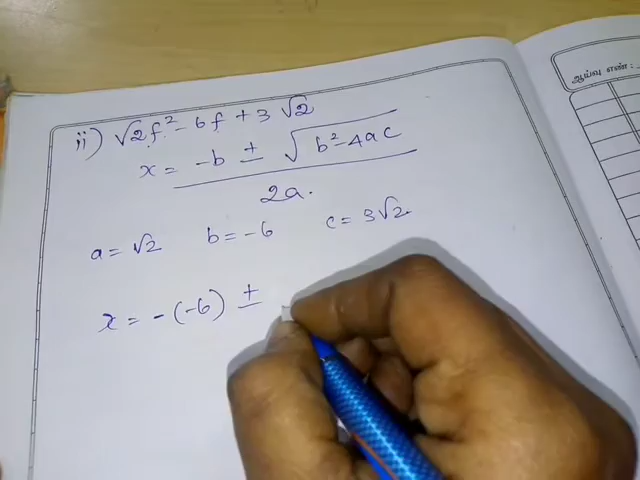 ii) √2f² - 6f + 3√2
x = -b ± √b²-4ac
2a.
a = √2 b = -6 c = 3√2
x = -(-6) ±
ஆய்வு எண் :